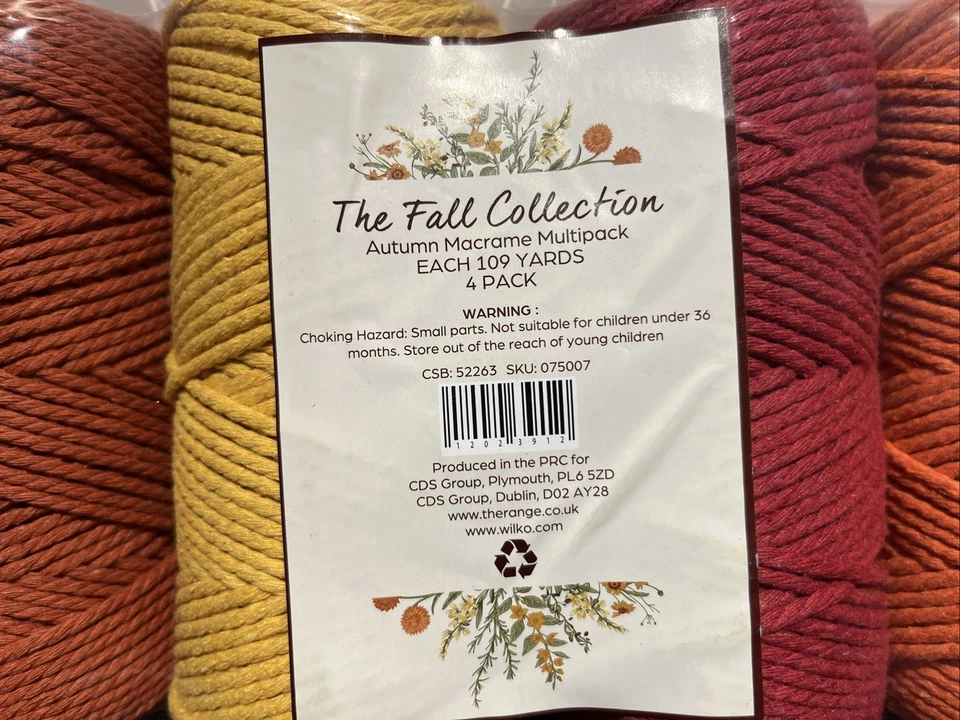 The Fall Collection
Autumn Macrame Multipack
EACH 109 YARDS
4 PACK
WARNING :
Choking Hazard: Small parts. Not suitable for children under 36
months. Store out of the reach of young children
CSB: 52263 SKU: 075007
12023912
Produced in the PRC for
CDS Group, Plymouth, PL6 5ZD
CDS Group, Dublin, D02 AY28
www.therange.co.uk
www.wilko.com